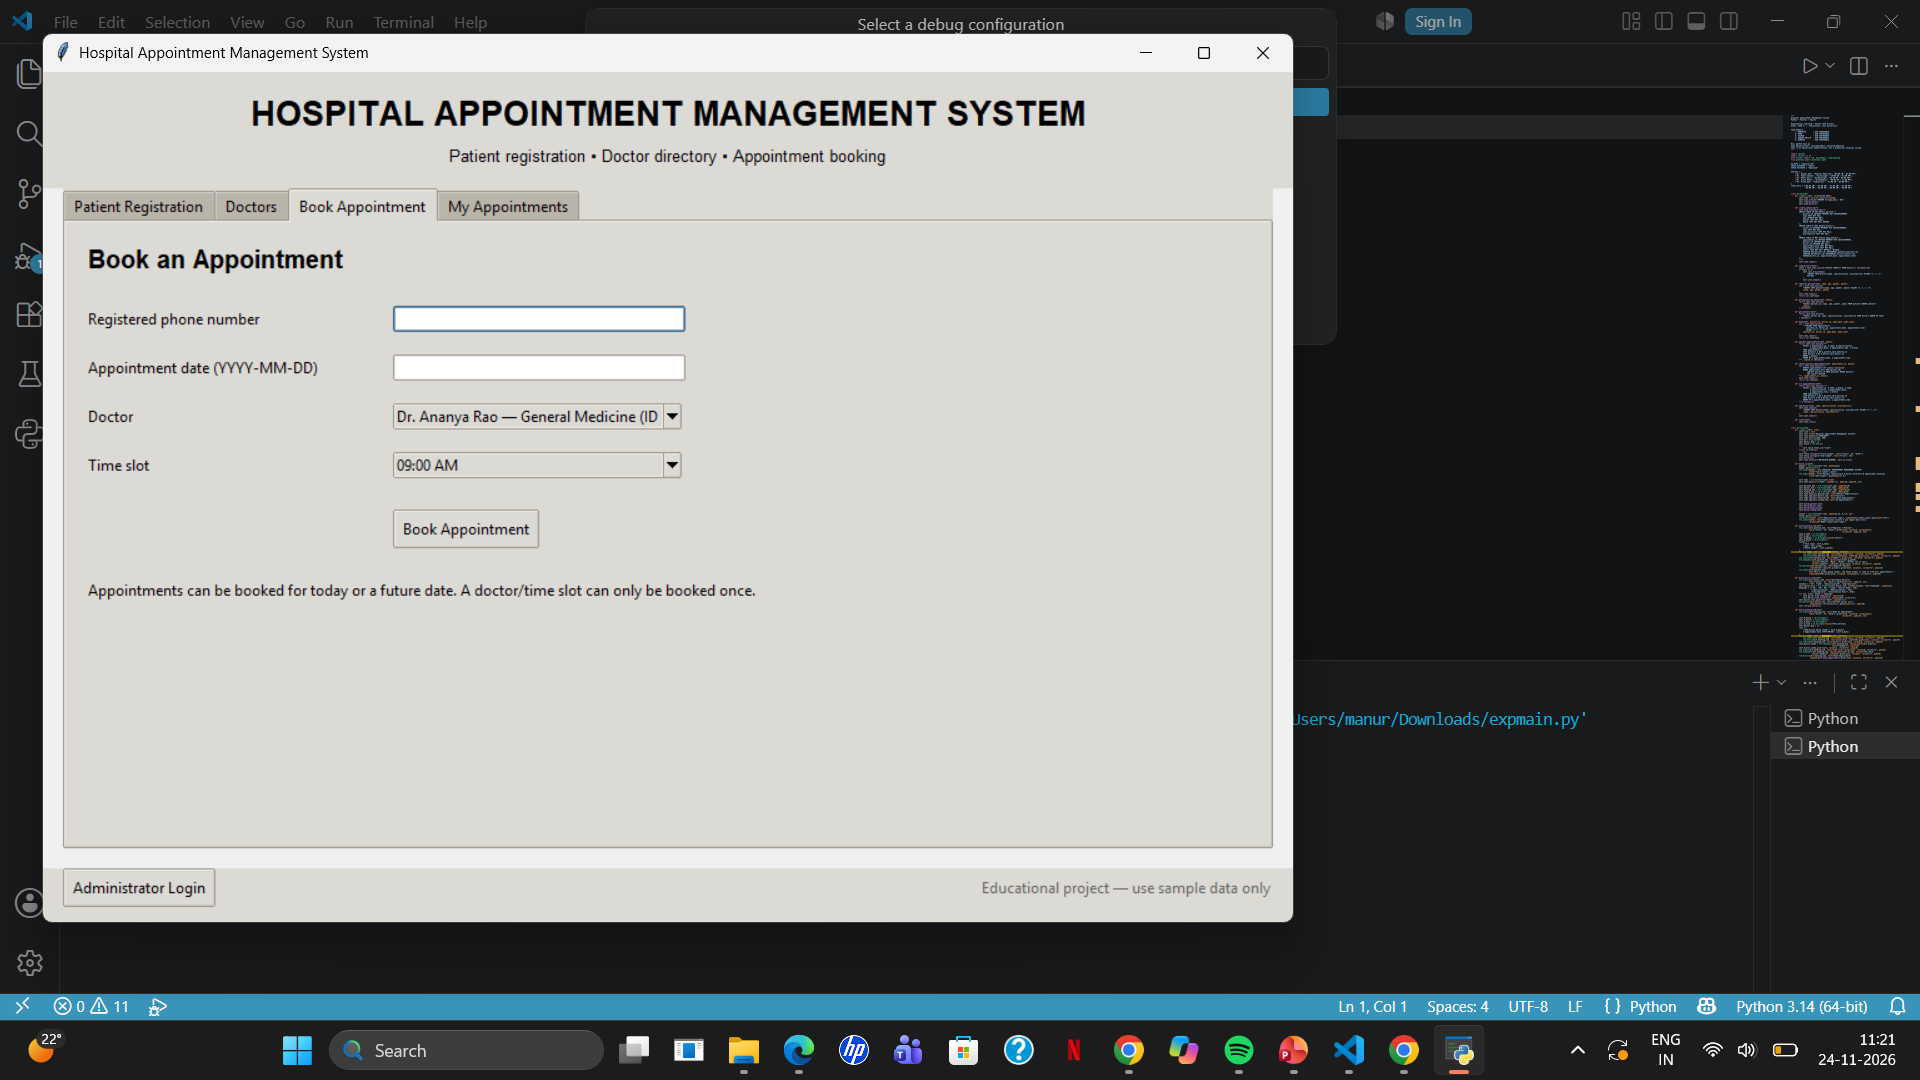 File Edit Selection View Go Run Terminal Help
Select a debug configuration
Sign In
Hospital Appointment Management System
HOSPITAL APPOINTMENT MANAGEMENT SYSTEM
Patient registration • Doctor directory • Appointment booking
Patient Registration Doctors Book Appointment My Appointments
Book an Appointment
Registered phone number
Appointment date (YYYY-MM-DD)
Doctor Dr. Ananya Rao — General Medicine (ID
Time slot 09:00 AM
Book Appointment
Appointments can be booked for today or a future date. A doctor/time slot can only be booked once.
Administrator Login
Educational project — use sample data only
1
Users/manur/Downloads/expmain.py'
Python
Python
0 11
Ln 1, Col 1 Spaces: 4 UTF-8 LF { } Python Python 3.14 (64-bit)
22°
Search
ENG
IN
11:21
24-11-2026